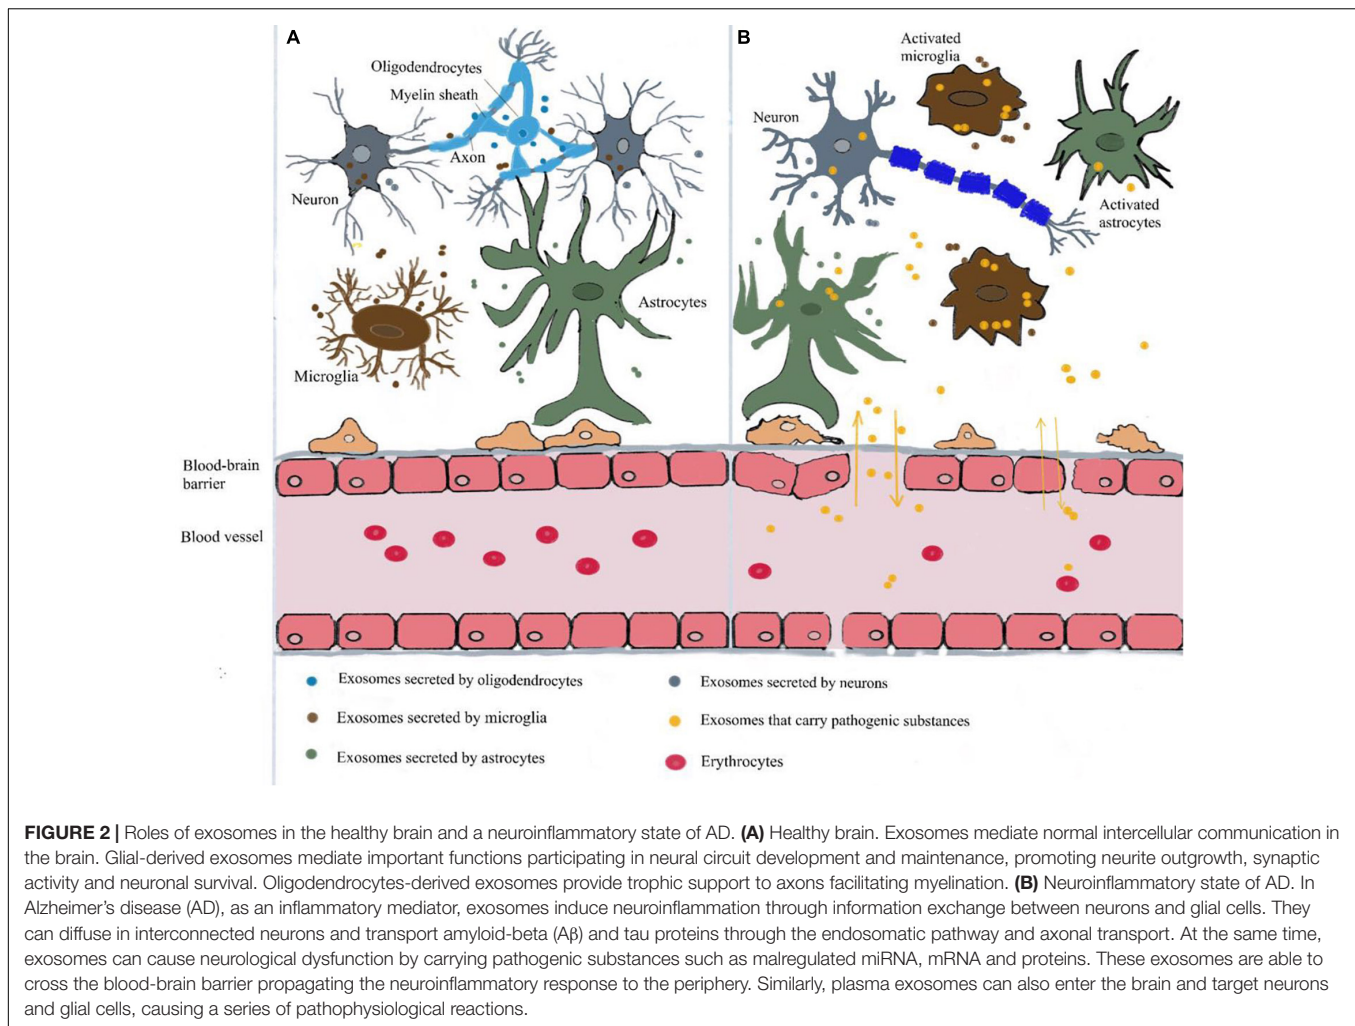 A
B
Activated
microglia
Oligodendrocytes
Myelin sheath
Neuron
Axon
Neuron
Activated
astrocytes
Astrocytes
Microglia
Blood-brain
barrier
Blood vessel
Exosomes secreted by oligodendrocytes
Exosomes secreted by neurons
Exosomes secreted by microglia
Exosomes that carry pathogenic substances
Exosomes secreted by astrocytes
Erythrocytes
FIGURE 2 | Roles of exosomes in the healthy brain and a neuroinflammatory state of AD. (A) Healthy brain. Exosomes mediate normal intercellular communication in
the brain. Glial-derived exosomes mediate important functions participating in neural circuit development and maintenance, promoting neurite outgrowth, synaptic
activity and neuronal survival. Oligodendrocytes-derived exosomes provide trophic support to axons facilitating myelination. (B) Neuroinflammatory state of AD. In
Alzheimer's disease (AD), as an inflammatory mediator, exosomes induce neuroinflammation through information exchange between neurons and glial cells. They
can diffuse in interconnected neurons and transport amyloid-beta (Aβ) and tau proteins through the endosomatic pathway and axonal transport. At the same time,
exosomes can cause neurological dysfunction by carrying pathogenic substances such as malregulated miRNA, mRNA and proteins. These exosomes are able to
cross the blood-brain barrier propagating the neuroinflammatory response to the periphery. Similarly, plasma exosomes can also enter the brain and target neurons
and glial cells, causing a series of pathophysiological reactions.